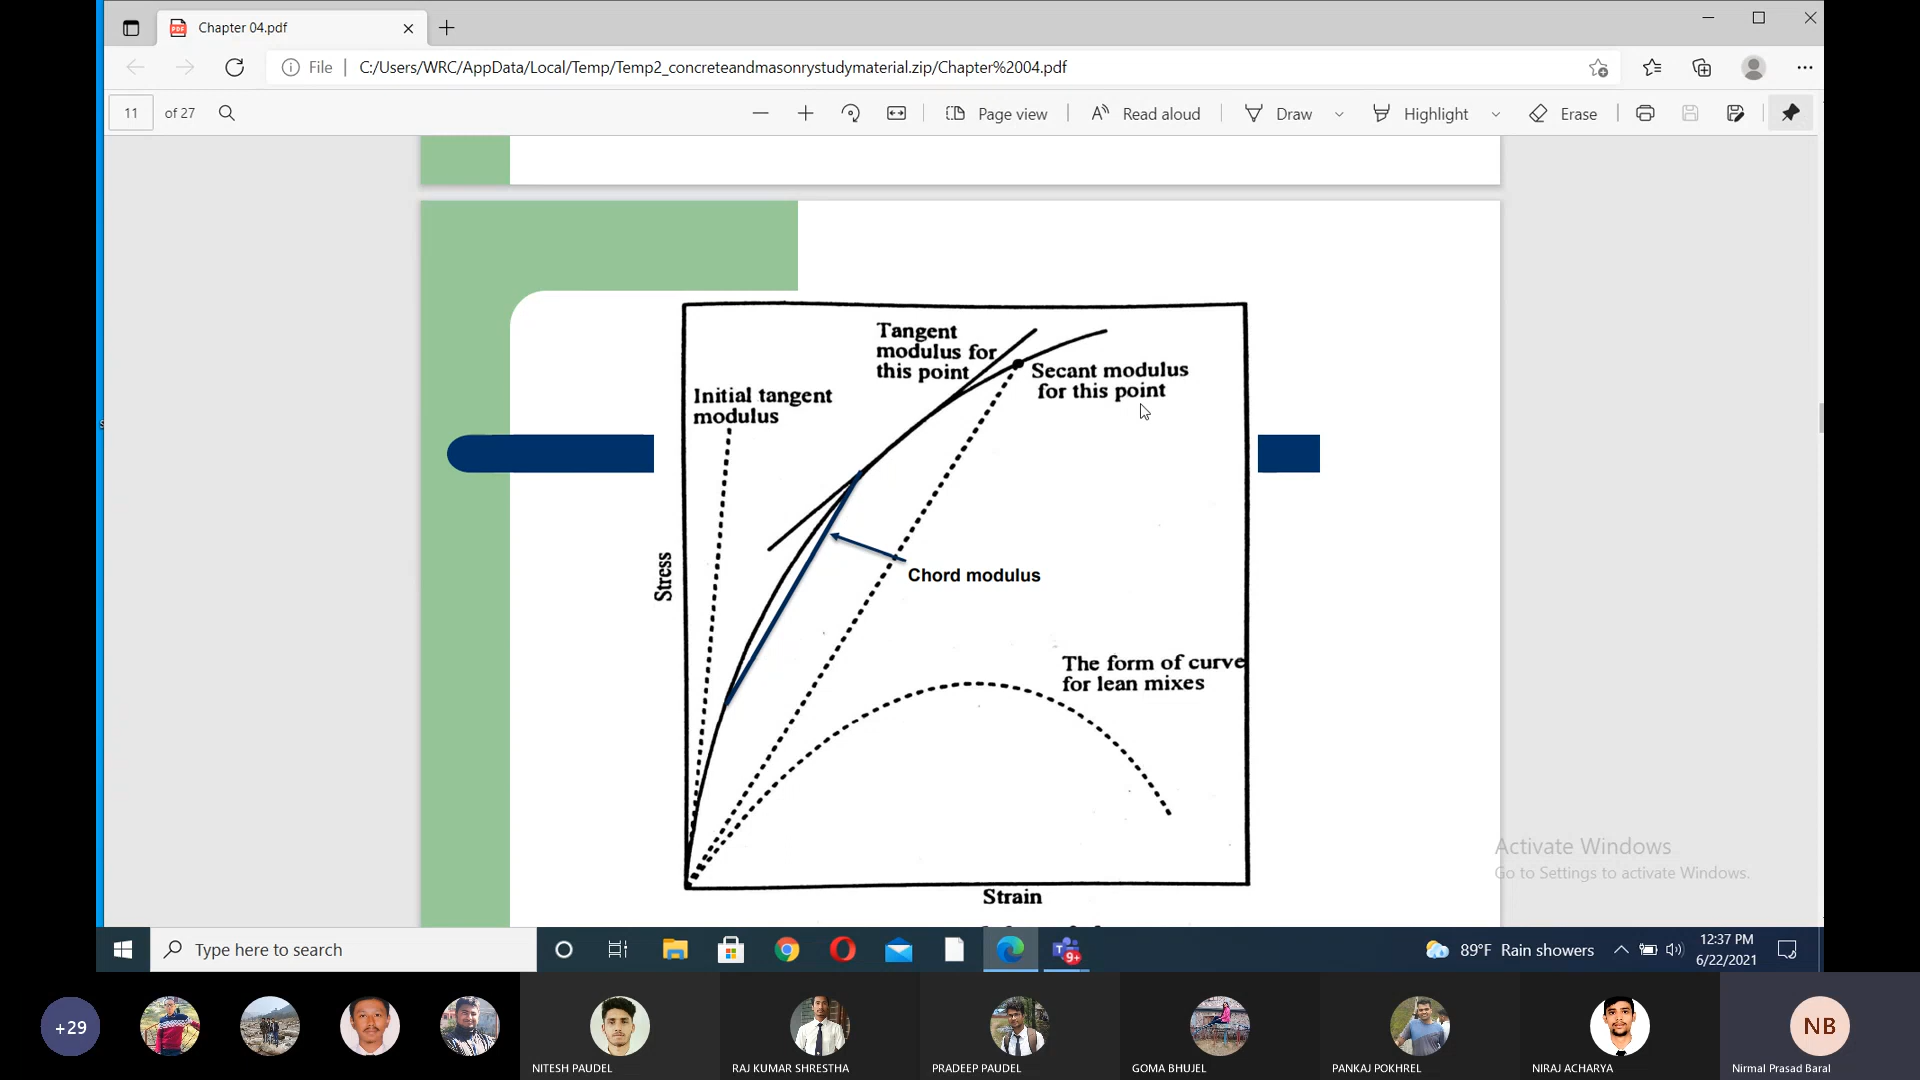 Chapter 04.pdf
File
C:/Users/WRC/AppData/Local/Temp/Temp2_concreteandmasonrystudymaterial.zip/Chapter%2004.pdf
11 of 27
Page view
Read aloud
Draw
Highlight
Erase
Tangent
modulus for
this point
Secant modulus
for this point
Initial tangent
modulus
Stress
Chord modulus
The form of curve
for lean mixes
Strain
Activate Windows
Go to Settings to activate Windows.
Type here to search
9+
89°F Rain showers
12:37 PM
6/22/2021
+29
NITESH PAUDEL
RAJ KUMAR SHRESTHA
PRADEEP PAUDEL
GOMA BHUJEL
PANKAJ POKHREL
NIRAJ ACHARYA
NB
Nirmal Prasad Baral